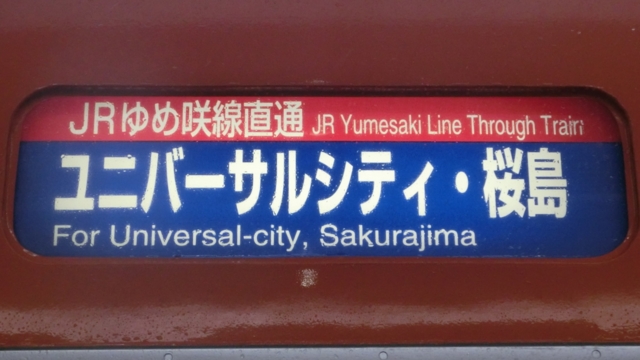 JRゆめ咲線直通 JR Yumesaki Line Through Train
ユニバーサルシティ・桜島
For Universal-city, Sakurajima